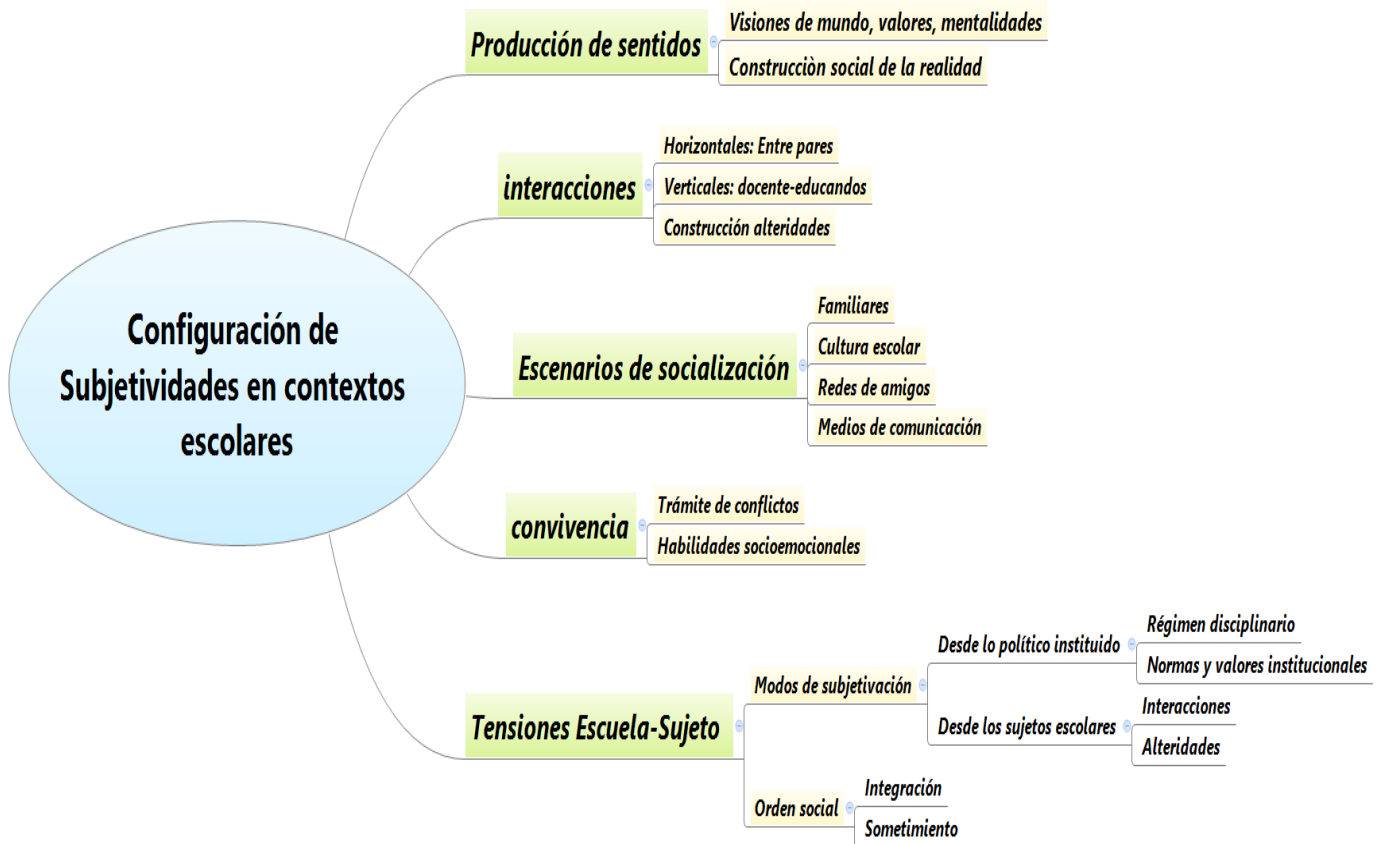 Configuración de
Subjetividades en contextos
escolares
Producción de sentidos
Visiones de mundo, valores, mentalidades
Construcciòn social de la realidad
interacciones
Horizontales: Entre pares
Verticales: docente-educandos
Construcción alteridades
Escenarios de socialización
Familiares
Cultura escolar
Redes de amigos
Medios de comunicación
convivencia
Trámite de conflictos
Habilidades socioemocionales
Tensiones Escuela-Sujeto
Modos de subjetivación
Desde lo político instituido
Régimen disciplinario
Normas y valores institucionales
Desde los sujetos escolares
Interacciones
Alteridades
Orden social
Integración
Sometimiento